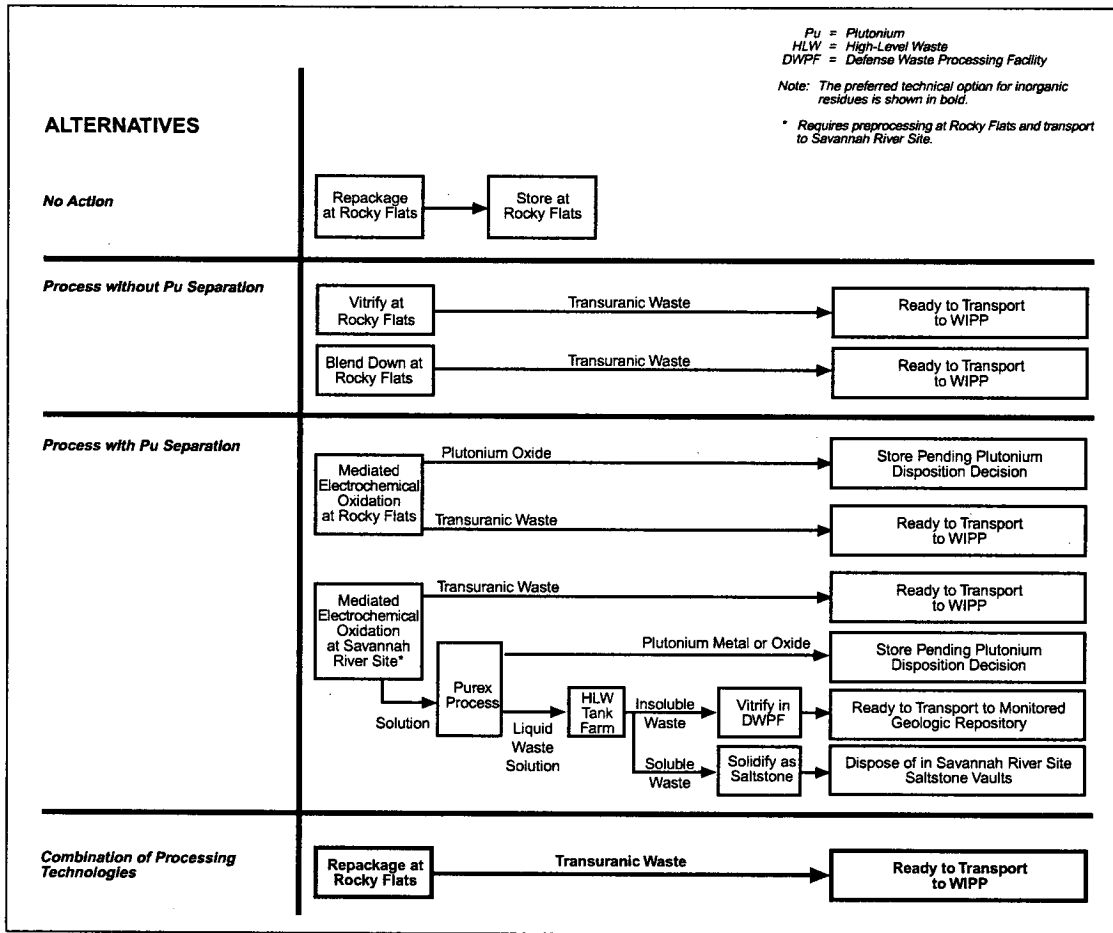 Pu = Plutonium
HLW = High-Level Waste
DWPF = Defense Waste Processing Facility
Note: The preferred technical option for inorganic
residues is shown in bold.
* Requires preprocessing at Rocky Flats and transport
to Savannah River Site.
ALTERNATIVES
No Action
Repackage
at Rocky Flats
Store at
Rocky Flats
Process without Pu Separation
Vitrify at
Rocky Flats
Transuranic Waste
Ready to Transport
to WIPP
Blend Down at
Rocky Flats
Transuranic Waste
Ready to Transport
to WIPP
Process with Pu Separation
Mediated
Electrochemical
Oxidation
at Rocky Flats
Plutonium Oxide
Store Pending Plutonium
Disposition Decision
Transuranic Waste
Ready to Transport
to WIPP
Mediated
Electrochemical
Oxidation
at Savannah
River Site*
Transuranic Waste
Ready to Transport
to WIPP
Solution
Purex
Process
Plutonium Metal or Oxide
Store Pending Plutonium
Disposition Decision
Liquid
Waste
Solution
HLW
Tank
Farm
Insoluble
Waste
Vitrify in
DWPF
Ready to Transport to Monitored
Geologic Repository
Soluble
Waste
Solidify as
Saltstone
Dispose of in Savannah River Site
Saltstone Vaults
Combination of Processing
Technologies
Repackage at
Rocky Flats
Transuranic Waste
Ready to Transport
to WIPP